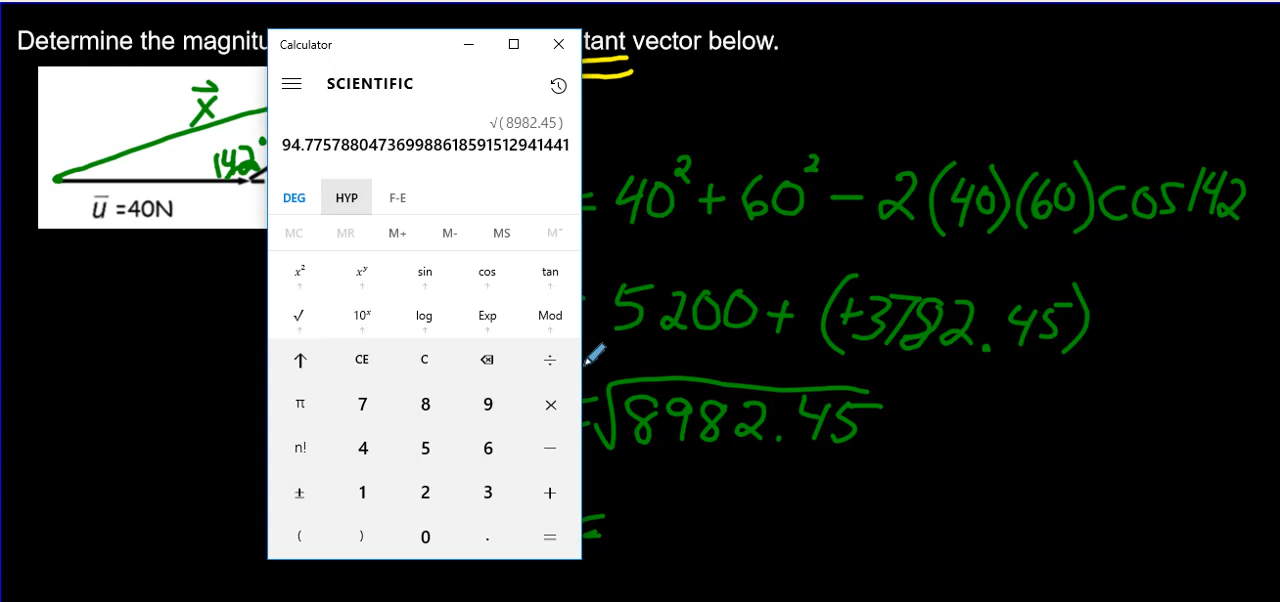 Determine the magnitu
tant vector below.
Calculator
SCIENTIFIC
√(8982.45)
94.775788047369988618591512941441
DEG HYP F-E
MC MR M+ M- MS M˅
x² xʸ sin cos tan
√ 10ˣ log Exp Mod
↑ CE C ⌫ ÷
π 7 8 9 ×
n! 4 5 6 −
± 1 2 3 +
( ) 0 . =
x⃗
142°
u̅ =40N
= 40² + 60² - 2(40)(60)cos142
= 5200 + (+3782.45)
=√8982.45
=